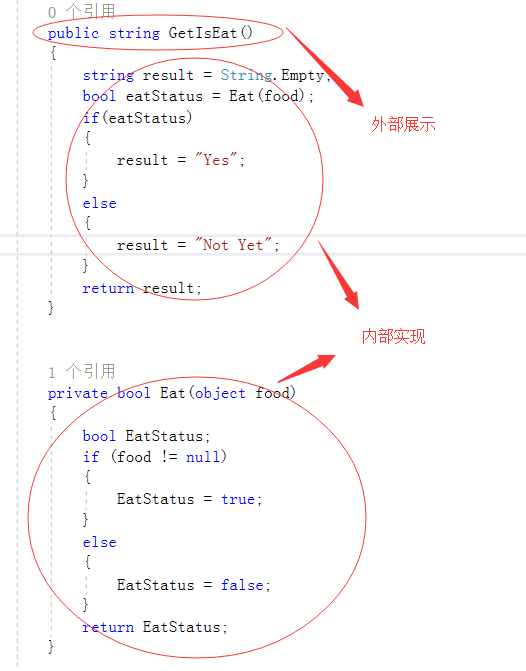 0 个引用
public string GetIsEat()
{
string result = String.Empty;
bool eatStatus = Eat(food);
if(eatStatus)
外部展示
{
result = "Yes";
}
else
{
result = "Not Yet";
}
return result;
}
内部实现
1 个引用
private bool Eat(object food)
{
bool EatStatus;
if (food != null)
{
EatStatus = true;
}
else
{
EatStatus = false;
}
return EatStatus;
}